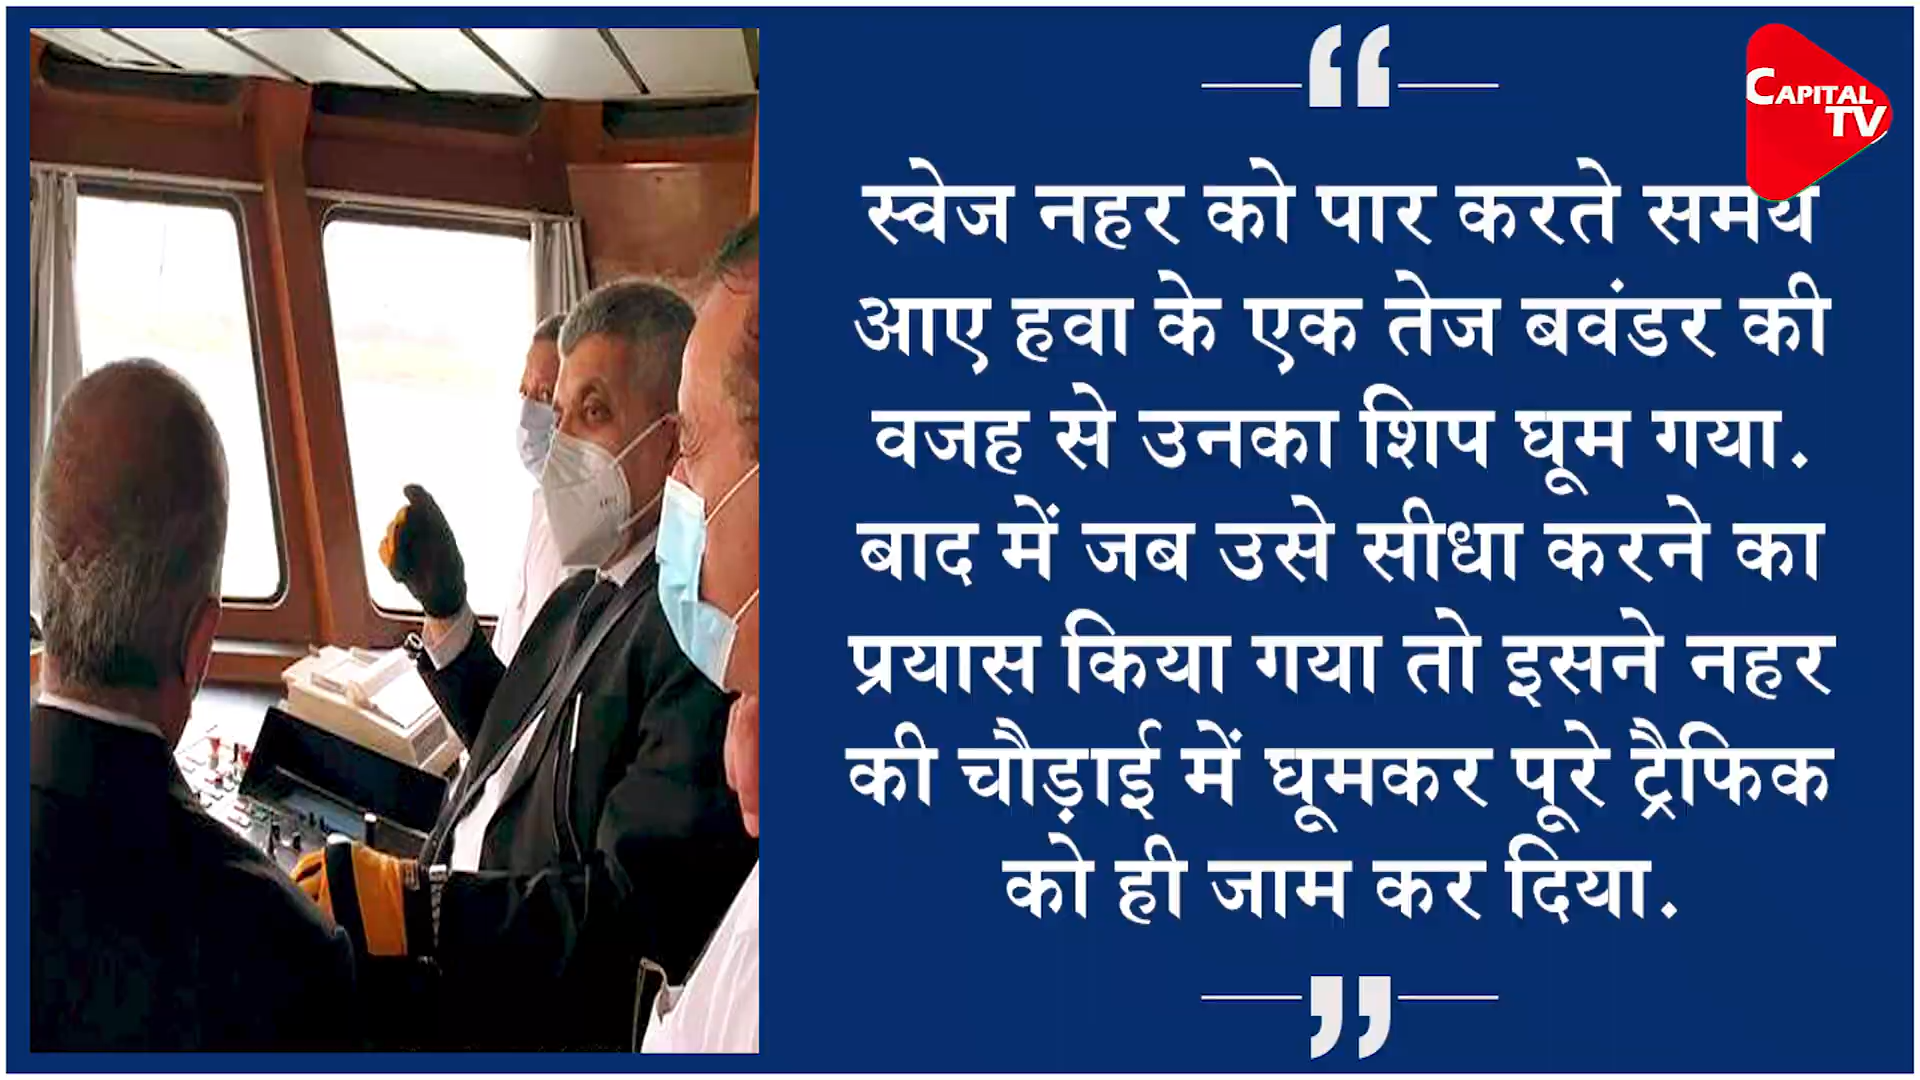 CAPITAL
TV
स्वेज नहर को पार करते समय
आए हवा के एक तेज बवंडर की
वजह से उनका शिप घूम गया.
बाद में जब उसे सीधा करने का
प्रयास किया गया तो इसने नहर
की चौड़ाई में घूमकर पूरे ट्रैफिक
को ही जाम कर दिया.